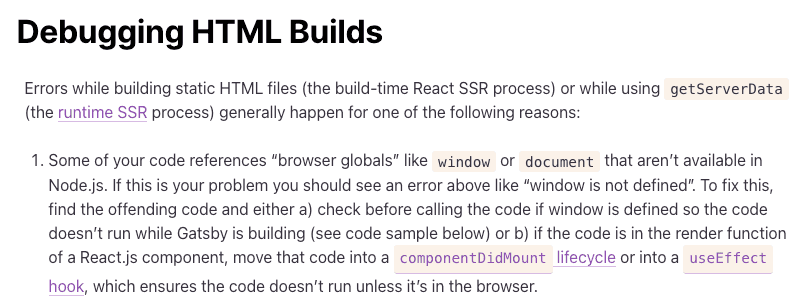 Debugging HTML Builds
Errors while building static HTML files (the build-time React SSR process) or while using getServerData
(the runtime SSR process) generally happen for one of the following reasons:
1. Some of your code references “browser globals” like window or document that aren’t available in
Node.js. If this is your problem you should see an error above like “window is not defined”. To fix this,
find the offending code and either a) check before calling the code if window is defined so the code
doesn’t run while Gatsby is building (see code sample below) or b) if the code is in the render function
of a React.js component, move that code into a componentDidMount lifecycle or into a useEffect
hook, which ensures the code doesn’t run unless it’s in the browser.